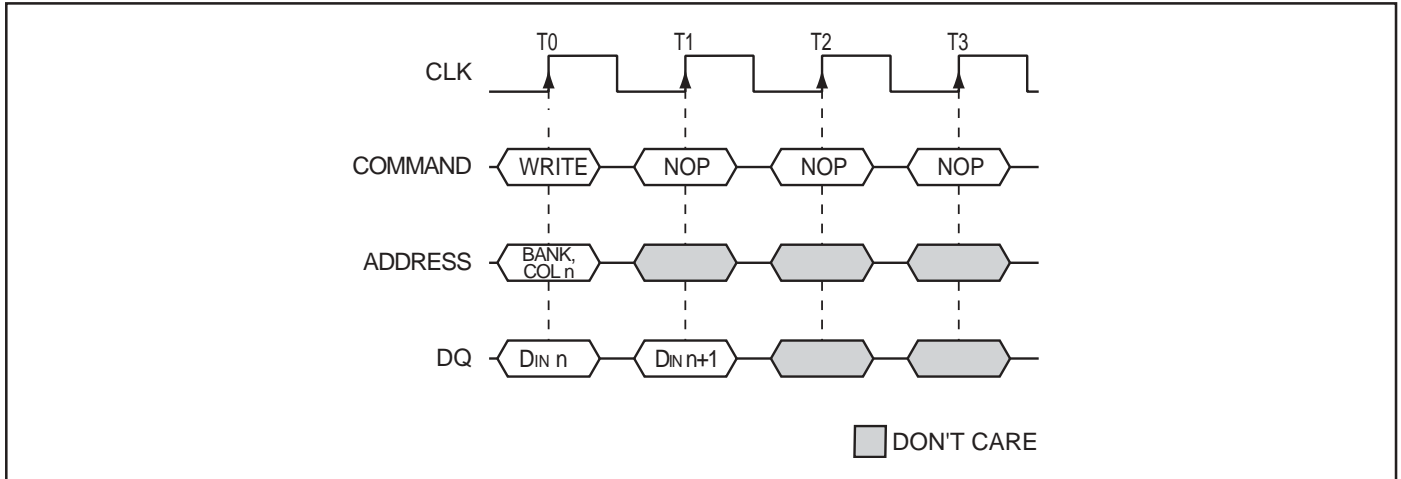 T0 T1 T2 T3
CLK
COMMAND WRITE NOP NOP NOP
ADDRESS BANK,
COL n
DQ DIN n DIN n+1
DON'T CARE